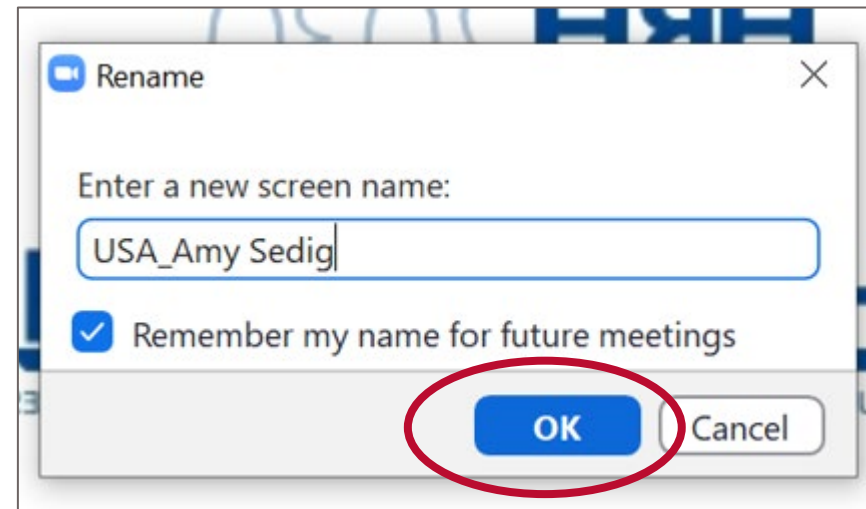 Rename
Enter a new screen name:
USA_Amy Sedig
Remember my name for future meetings
OK
Cancel